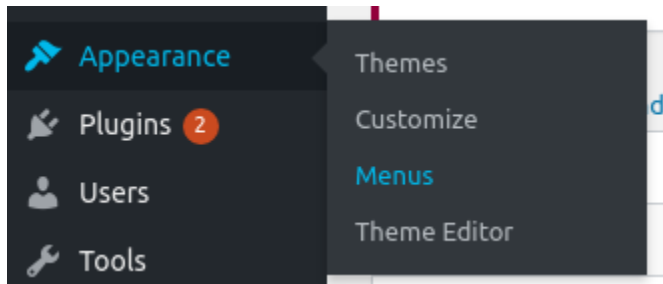 Appearance
Plugins 2
Users
Tools
Themes
Customize
Menus
Theme Editor